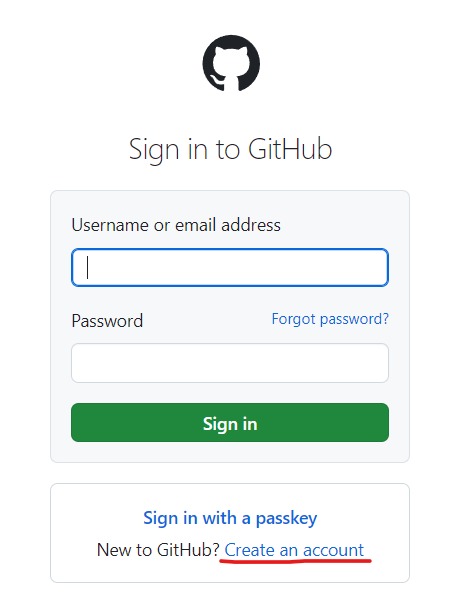 Sign in to GitHub
Username or email address
Password Forgot password?
Sign in
Sign in with a passkey
New to GitHub? Create an account